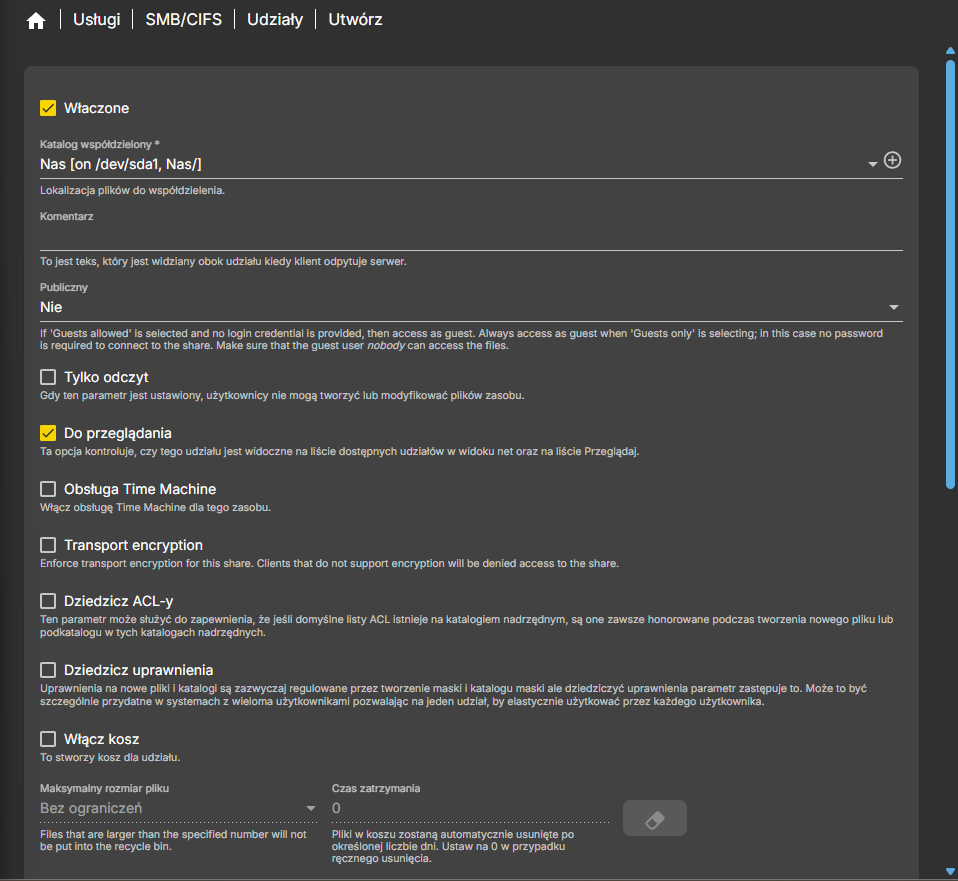 Usługi | SMB/CIFS | Udziały | Utwórz
Właczone
Katalog współdzielony *
Nas [on /dev/sda1, Nas/]
Lokalizacja plików do współdzielenia.
Komentarz
To jest teks, który jest widziany obok udziału kiedy klient odpytuje serwer.
Publiczny
Nie
If 'Guests allowed' is selected and no login credential is provided, then access as guest. Always access as guest when 'Guests only' is selecting; in this case no password
is required to connect to the share. Make sure that the guest user nobody can access the files.
Tylko odczyt
Gdy ten parametr jest ustawiony, użytkownicy nie mogą tworzyć lub modyfikować plików zasobu.
Do przeglądania
Ta opcja kontroluje, czy tego udziału jest widoczne na liście dostępnych udziałów w widoku net oraz na liście Przeglądaj.
Obsługa Time Machine
Włącz obsługę Time Machine dla tego zasobu.
Transport encryption
Enforce transport encryption for this share. Clients that do not support encryption will be denied access to the share.
Dziedzicz ACL-y
Ten parametr może służyć do zapewnienia, że jeśli domyślne listy ACL istnieje na katalogiem nadrzędnym, są one zawsze honorowane podczas tworzenia nowego pliku lub
podkatalogu w tych katalogach nadrzędnych.
Dziedzicz uprawnienia
Uprawnienia na nowe pliki i katalogi są zazwyczaj regulowane przez tworzenie maski i katalogu maski ale dziedziczyć uprawnienia parametr zastępuje to. Może to być
szczególnie przydatne w systemach z wieloma użytkownikami pozwalając na jeden udział, by elastycznie użytkować przez każdego użytkownika.
Włącz kosz
To stworzy kosz dla udziału.
Maksymalny rozmiar pliku
Bez ograniczeń
Files that are larger than the specified number will not
be put into the recycle bin.
Czas zatrzymania
0
Pliki w koszu zostaną automatycznie usunięte po
określonej liczbie dni. Ustaw na 0 w przypadku
ręcznego usunięcia.